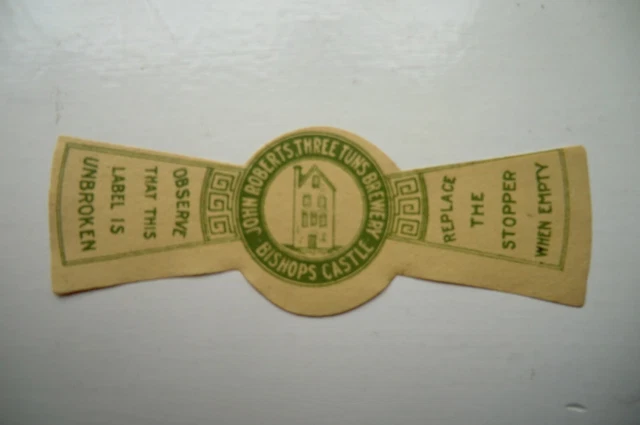 OBSERVE
THAT THIS
LABEL IS
UNBROKEN
JOHN ROBERTS, THREE TUNS BREWERY
BISHOPS CASTLE
REPLACE
THE
STOPPER
WHEN EMPTY